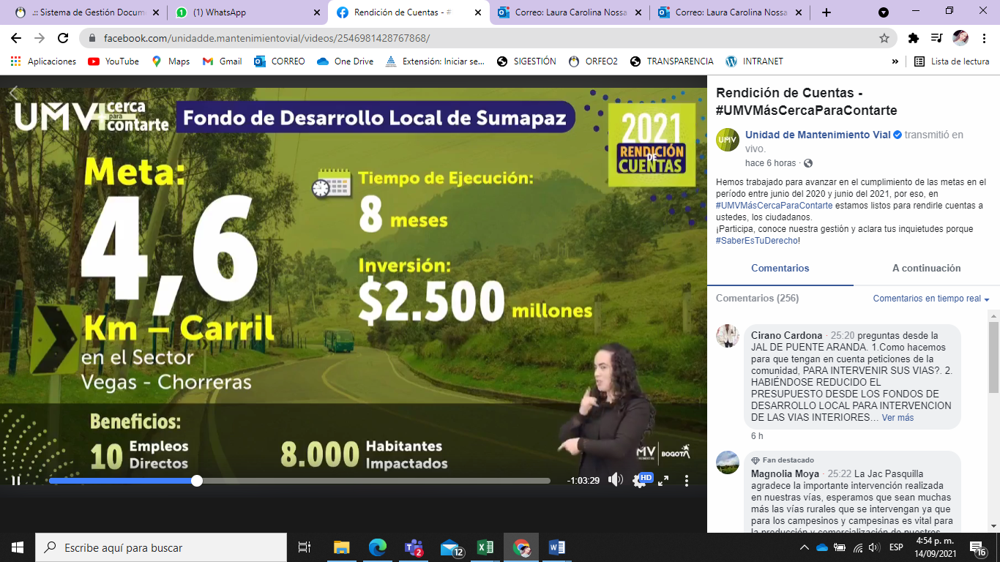 .:: Sistema de Gestión Docum
(1) WhatsApp
Rendición de Cuentas - #
Correo: Laura Carolina Nossa
Correo: Laura Carolina Nossa
facebook.com/unidadde.mantenimientovial/videos/2546981428767868/
Aplicaciones
YouTube
Maps
Gmail
CORREO
One Drive
Extensión: Iniciar se...
SIGESTIÓN
ORFEO2
TRANSPARENCIA
INTRANET
»
Lista de lectura
UMV+ cerca
para
contarte
Fondo de Desarrollo Local de Sumapaz
2021
RENDICIÓN
DE
CUENTAS
Meta:
4,6
Km – Carril
en el Sector
Vegas - Chorreras
Tiempo de Ejecución:
8 meses
Inversión:
$2.500 millones
Beneficios:
10 Empleos
Directos
8.000 Habitantes
Impactados
BOGOTÁ
-1:03:29
HD
Rendición de Cuentas -
#UMVMásCercaParaContarte
UMV
Unidad de Mantenimiento Vial transmitió en
vivo.
hace 6 horas ·
Hemos trabajado para avanzar en el cumplimiento de las metas en el
período entre junio del 2020 y junio del 2021, por eso, en
#UMVMásCercaParaContarte estamos listos para rendirle cuentas a
ustedes, los ciudadanos.
¡Participa, conoce nuestra gestión y aclara tus inquietudes porque
#SaberEsTuDerecho!
Comentarios
A continuación
Comentarios (256)
Comentarios en tiempo real
Cirano Cardona · 25:20 preguntas desde la
JAL DE PUENTE ARANDA. 1.Como hacemos
para que tengan en cuenta peticiones de la
comunidad, PARA INTERVENIR SUS VIAS?. 2.
HABIÉNDOSE REDUCIDO EL
PRESUPUESTO DESDE LOS FONDOS DE
DESARROLLO LOCAL PARA INTERVENCION
DE LAS VIAS INTERIORES… Ver más
6 h
Fan destacado
Magnolia Moya · 25:22 La Jac Pasquilla
agradece la importante intervención realizada
en nuestras vías, esperamos que sean muchas
más las vías rurales que se intervengan ya que
para los campesinos y campesinas es vital para
la producción y comercialización de nuestros
Escribe aquí para buscar
2
12
ESP
4:54 p. m.
14/09/2021
16